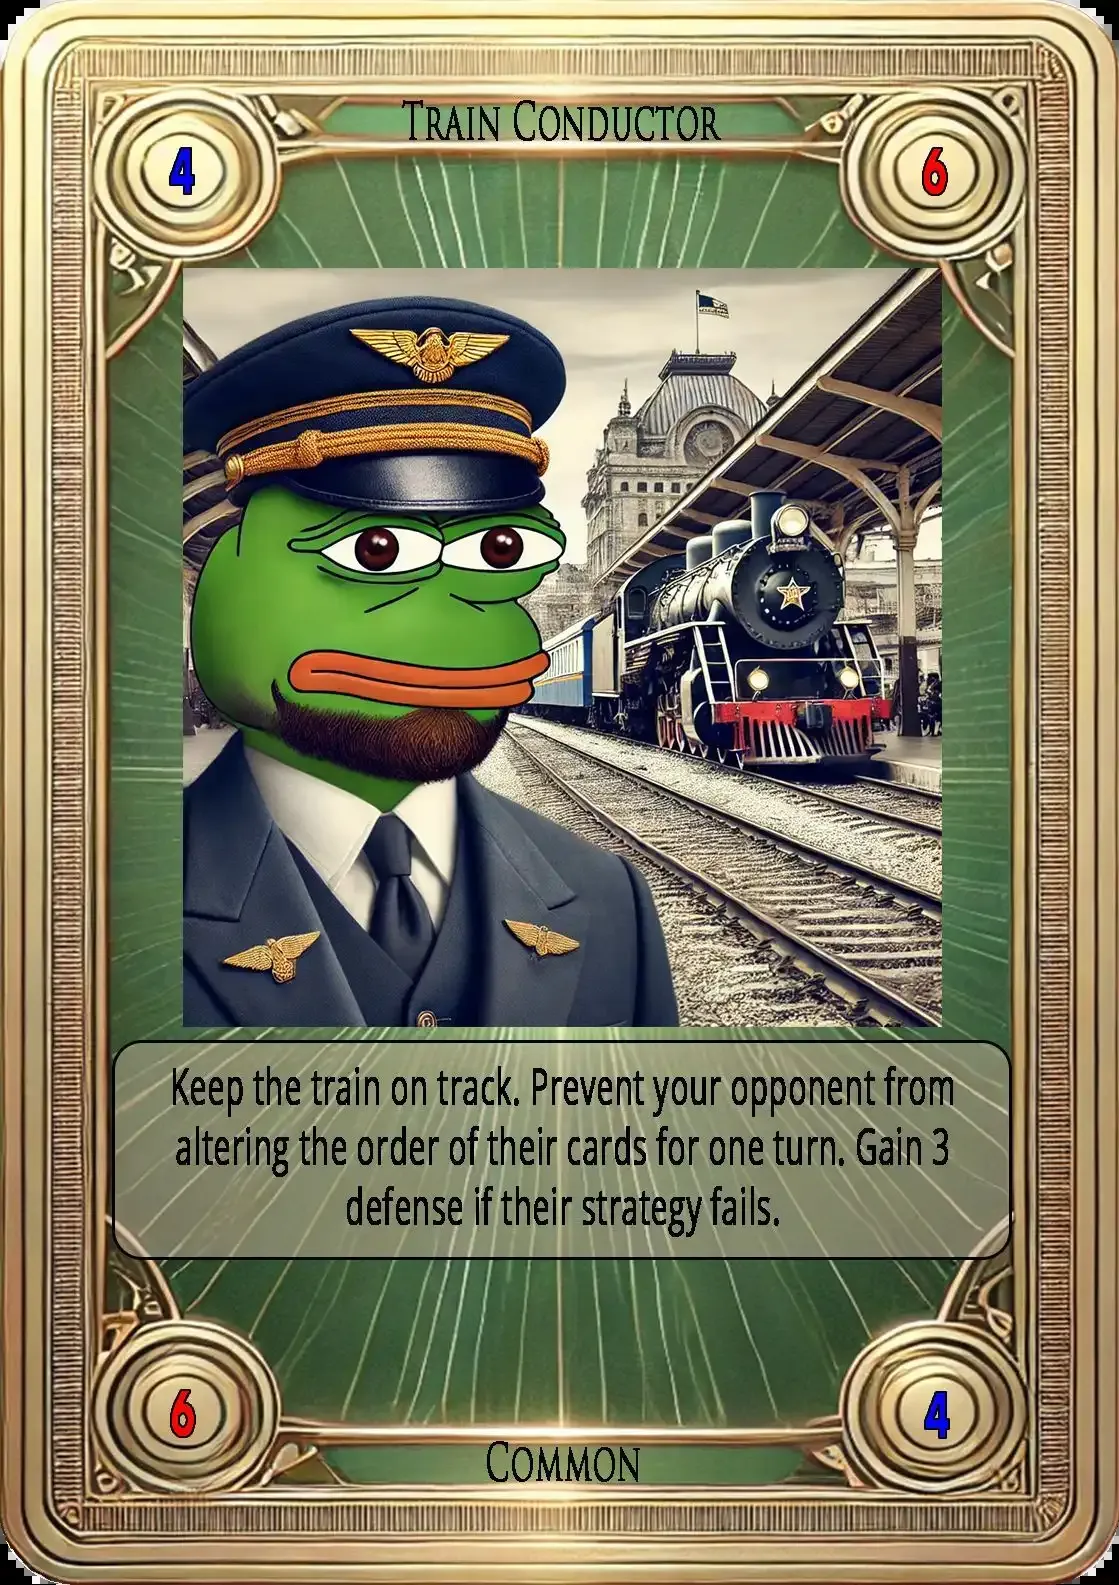 Train Conductor
4
6
Keep the train on track. Prevent your opponent from
altering the order of their cards for one turn. Gain 3
defense if their strategy fails.
6
4
Common